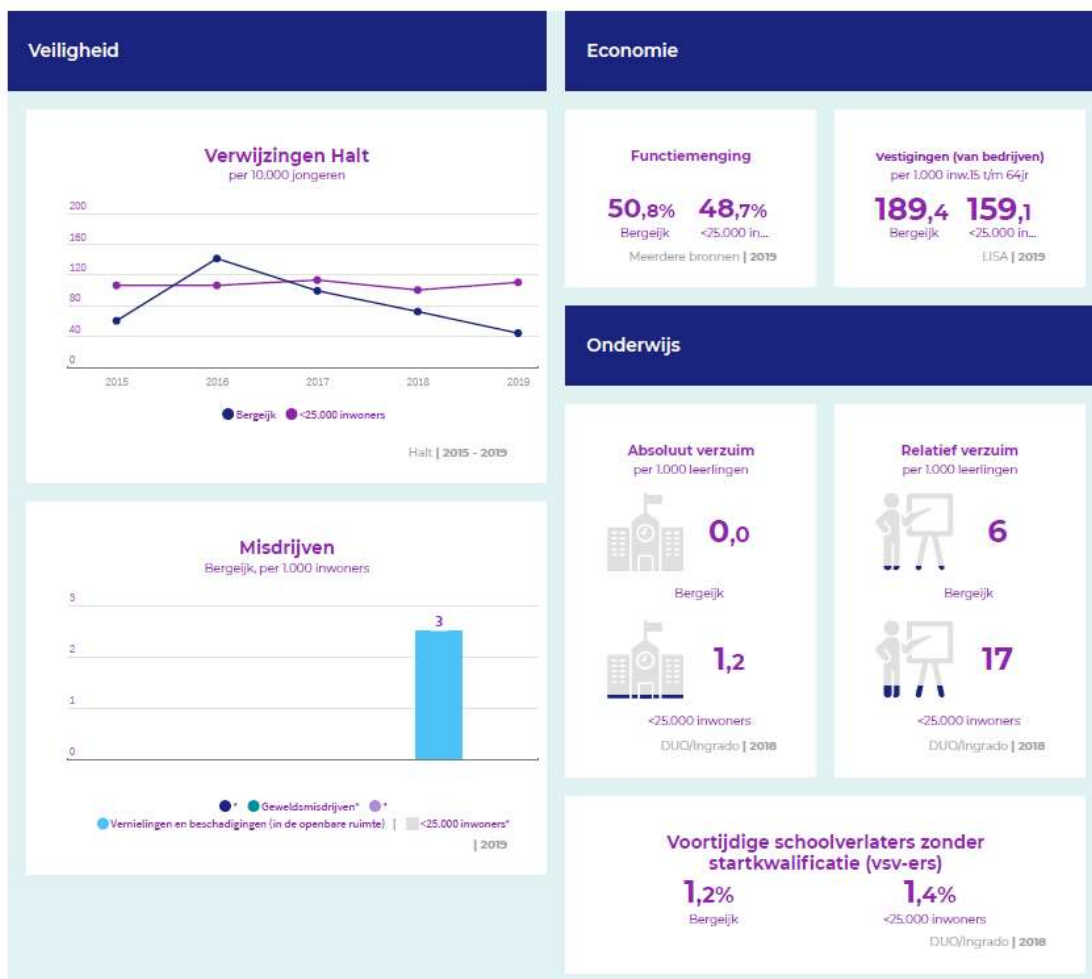 Veiligheid
Verwijzingen Halt
per 10.000 jongeren
200
160
120
80
40
0
2015 2016 2017 2018 2019
Bergeijk <25.000 inwoners
Halt | 2015 - 2019
Misdrijven
Bergeijk, per 1.000 inwoners
3
2
1
0
3
* Geweldsmisdrijven* *
Vernielingen en beschadigingen (in de openbare ruimte) | <25.000 inwoners*
| 2019
Economie
Functiemenging
50,8% 48,7%
Bergeijk <25.000 in...
Meerdere bronnen | 2019
Vestigingen (van bedrijven)
per 1.000 inw.15 t/m 64jr
189,4 159,1
Bergeijk <25.000 in...
LISA | 2019
Onderwijs
Absoluut verzuim
per 1.000 leerlingen
0,0
Bergeijk
1,2
<25.000 inwoners
DUO/Ingrado | 2018
Relatief verzuim
per 1.000 leerlingen
6
Bergeijk
17
<25.000 inwoners
DUO/Ingrado | 2018
Voortijdige schoolverlaters zonder
startkwalificatie (vsv-ers)
1,2% 1,4%
Bergeijk <25.000 inwoners
DUO/Ingrado | 2018